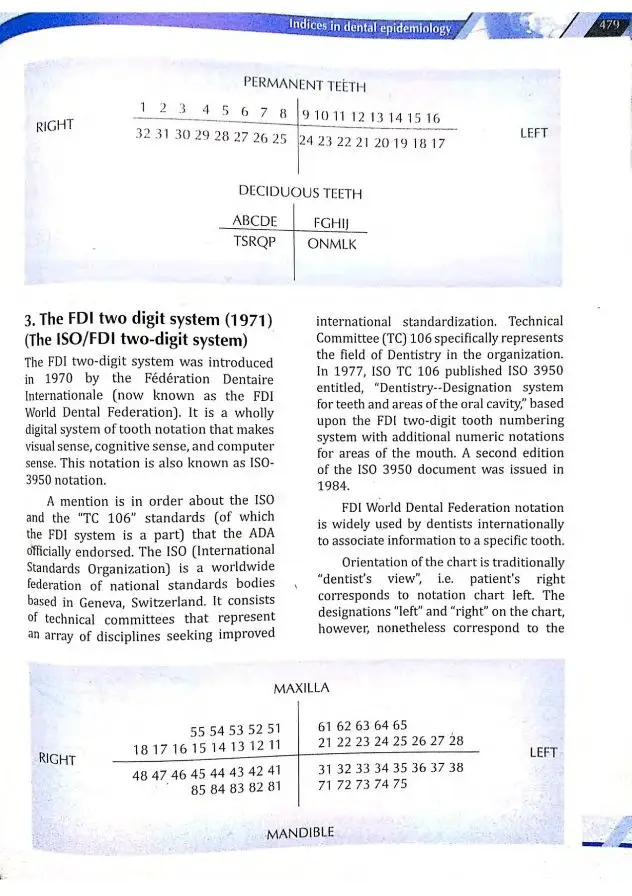 Indices in dental epidemiology
479
PERMANENT TEETH
1 2 3 4 5 6 7 8 9 10 11 12 13 14 15 16
RIGHT
LEFT
32 31 30 29 28 27 26 25 24 23 22 21 20 19 18 17
DECIDUOUS TEETH
ABCDE FGHIJ
TSRQP ONMLK
3. The FDI two digit system (1971)
(The ISO/FDI two-digit system)
The FDI two-digit system was introduced
in 1970 by the Fédération Dentaire
Internationale (now known as the FDI
World Dental Federation). It is a wholly
digital system of tooth notation that makes
visual sense, cognitive sense, and computer
sense. This notation is also known as ISO-
3950 notation.
A mention is in order about the ISO
and the "TC 106" standards (of which
the FDI system is a part) that the ADA
officially endorsed. The ISO (International
Standards Organization) is a worldwide
federation of national standards bodies
based in Geneva, Switzerland. It consists
of technical committees that represent
an array of disciplines seeking improved
international standardization. Technical
Committee (TC) 106 specifically represents
the field of Dentistry in the organization.
In 1977, ISO TC 106 published ISO 3950
entitled, "Dentistry--Designation system
for teeth and areas of the oral cavity," based
upon the FDI two-digit tooth numbering
system with additional numeric notations
for areas of the mouth. A second edition
of the ISO 3950 document was issued in
1984.
FDI World Dental Federation notation
is widely used by dentists internationally
to associate information to a specific tooth.
Orientation of the chart is traditionally
"dentist's view", i.e. patient's right
corresponds to notation chart left. The
designations "left" and "right" on the chart,
however, nonetheless correspond to the
MAXILLA
55 54 53 52 51 61 62 63 64 65
18 17 16 15 14 13 12 11 21 22 23 24 25 26 27 28
RIGHT
LEFT
48 47 46 45 44 43 42 41 31 32 33 34 35 36 37 38
85 84 83 82 81 71 72 73 74 75
MANDIBLE